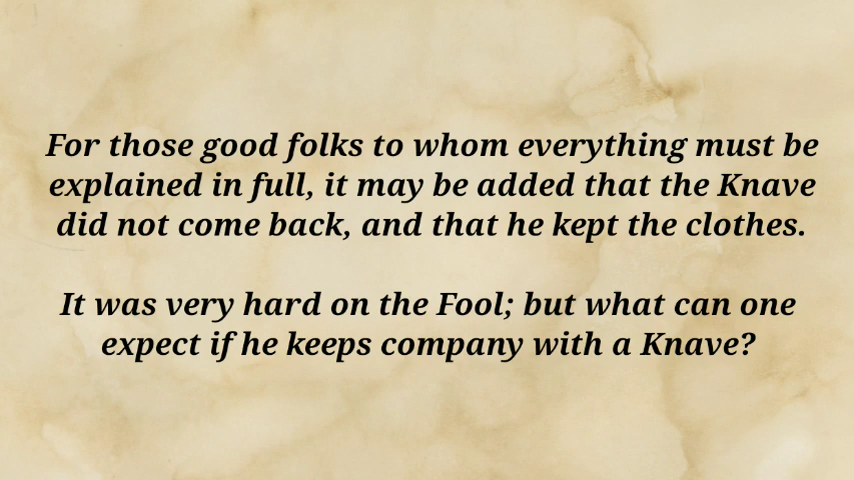 For those good folks to whom everything must be
explained in full, it may be added that the Knave
did not come back, and that he kept the clothes.
It was very hard on the Fool; but what can one
expect if he keeps company with a Knave?